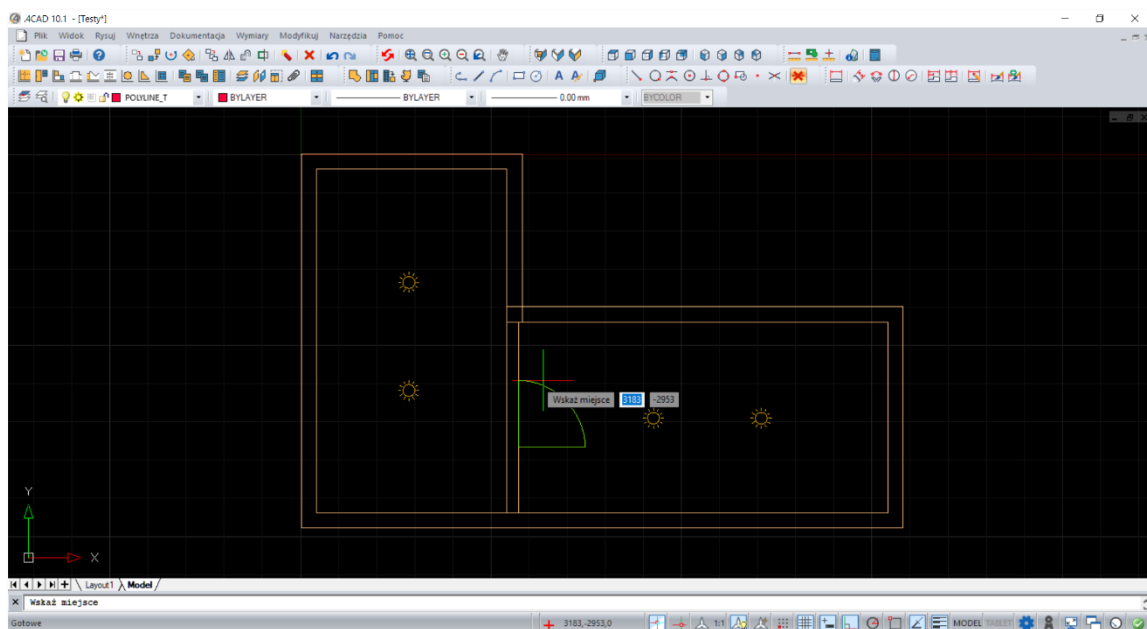 .4CAD 10.1 - [Testy*]
Plik Widok Rysuj Wnętrza Dokumentacja Wymiary Modyfikuj Narzędzia Pomoc
POLYLINE_T BYLAYER BYLAYER 0.00 mm BYCOLOR
Wskaż miejsce 3183 -2953
Y
X
Layout1 Model
Wskaż miejsce
Gotowe 3183,-2953,0 1:1 MODEL TABLET